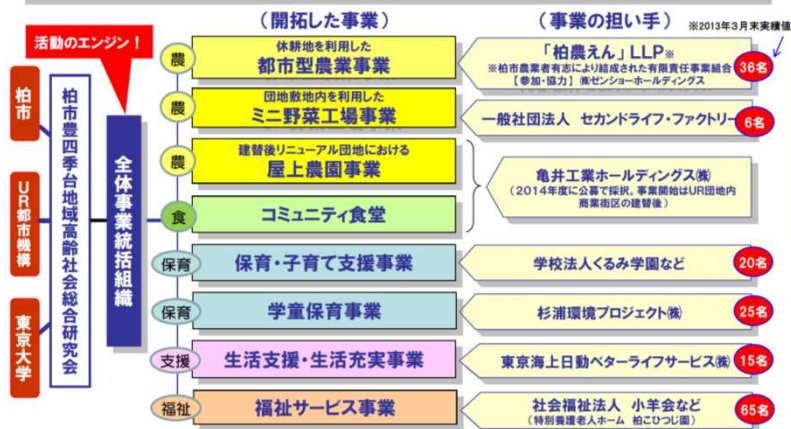 （開拓した事業）
（事業の担い手）
※2013年3月末実績値
活動のエンジン！
柏市
UR都市機構
東京大学
柏市豊四季台地域高齢社会総合研究会
全体事業統括組織
農
休耕地を利用した
都市型農業事業
「柏農えん」LLP※
※柏市農業者有志により結成された有限責任事業組合
【参加・協力】㈱ゼンショーホールディングス
36名
農
団地敷地内を利用した
ミニ野菜工場事業
一般社団法人 セカンドライフ・ファクトリー
6名
農
建替後リニューアル団地における
屋上農園事業
食
コミュニティ食堂
亀井工業ホールディングス㈱
（2014年度に公募で採択。事業開始はUR団地内
商業街区の建替後）
保育
保育・子育て支援事業
学校法人くるみ学園など
20名
保育
学童保育事業
杉浦環境プロジェクト㈱
25名
支援
生活支援・生活充実事業
東京海上日動ベターライフサービス㈱
15名
福祉
福祉サービス事業
社会福祉法人 小羊会など
（特別養護老人ホーム 柏こひつじ園）
65名